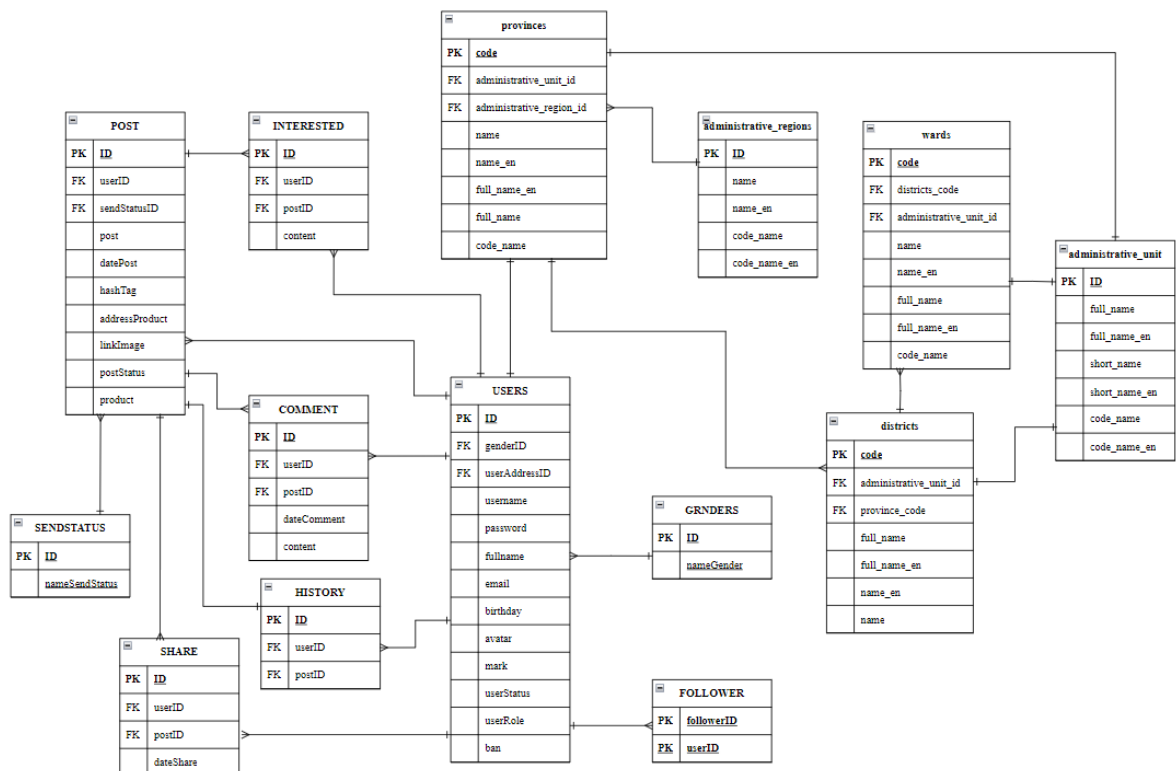 provinces
PK code
FK administrative_unit_id
FK administrative_region_id
name
name_en
full_name_en
full_name
code_name
POST
PK ID
FK userID
FK sendStatusID
post
datePost
hashTag
addressProduct
linkImage
postStatus
product
INTERESTED
PK ID
FK userID
FK postID
content
administrative_regions
PK ID
name
name_en
code_name
code_name_en
wards
PK code
FK districts_code
FK administrative_unit_id
name
name_en
full_name
full_name_en
code_name
administrative_unit
PK ID
full_name
full_name_en
short_name
short_name_en
code_name
code_name_en
USERS
PK ID
FK genderID
FK userAddressID
username
password
fullname
email
birthday
avatar
mark
userStatus
userRole
ban
COMMENT
PK ID
FK userID
FK postID
dateComment
content
districts
PK code
FK administrative_unit_id
FK province_code
full_name
full_name_en
name_en
name
SENDSTATUS
PK ID
nameSendStatus
GRNDERS
PK ID
nameGender
HISTORY
PK ID
FK userID
FK postID
SHARE
PK ID
FK userID
FK postID
dateShare
FOLLOWER
PK followerID
PK userID